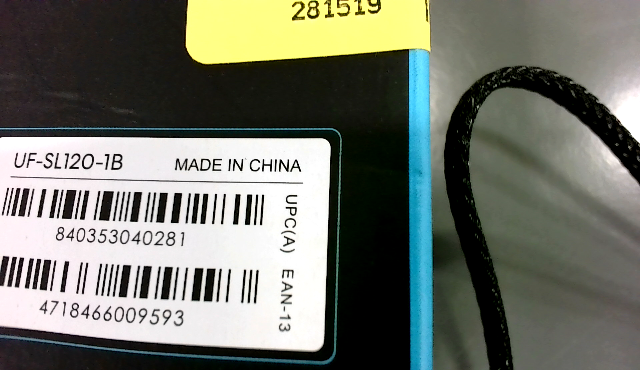 281519
UF-SL120-1B MADE IN CHINA
840353040281
UPC(A)
4718466009593
EAN-13